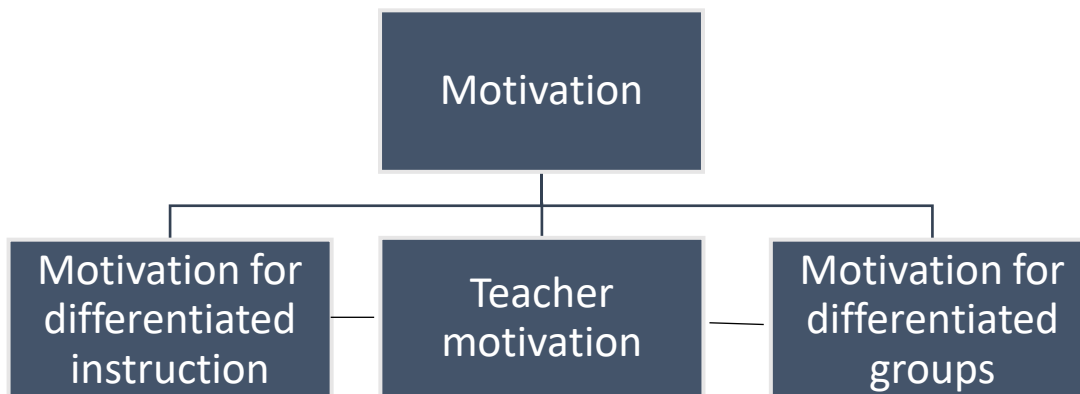 Motivation
Motivation for
differentiated
instruction
Teacher
motivation
Motivation for
differentiated
groups